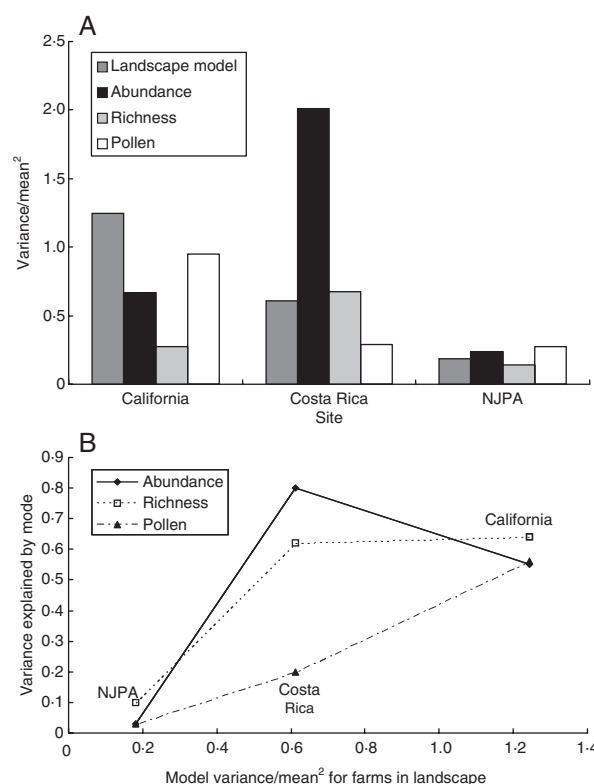 A
2·5
2·0
1·5
1·0
0·5
0
Variance/mean²
Landscape model
Abundance
Richness
Pollen
California
Costa Rica
NJPA
Site
B
0·9
0·8
0·7
0·6
0·5
0·4
0·3
0·2
0·1
0
Variance explained by mode
Abundance
Richness
Pollen
California
NJPA
Costa
Rica
0 0·2 0·4 0·6 0·8 1.0 1·2
Model variance/mean² for farms in landscape